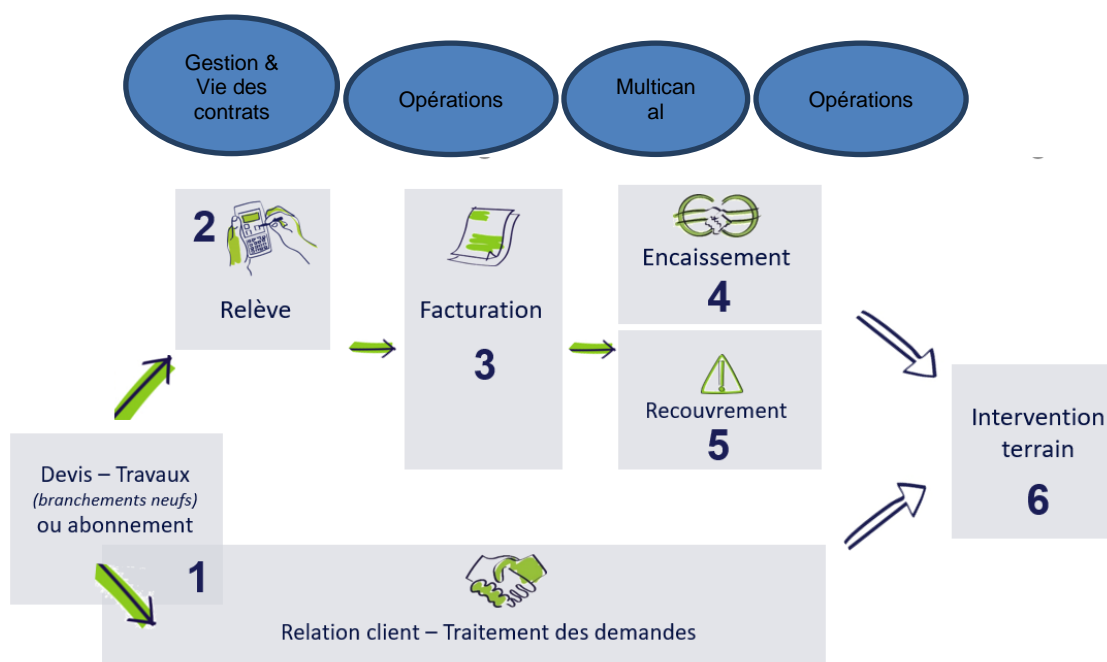 Gestion &
Vie des
contrats
Opérations
Multican
al
Opérations
2
Relève
Facturation
3
Encaissement
4
Recouvrement
5
Intervention
terrain
6
Devis – Travaux
(branchements neufs)
ou abonnement
1
Relation client – Traitement des demandes